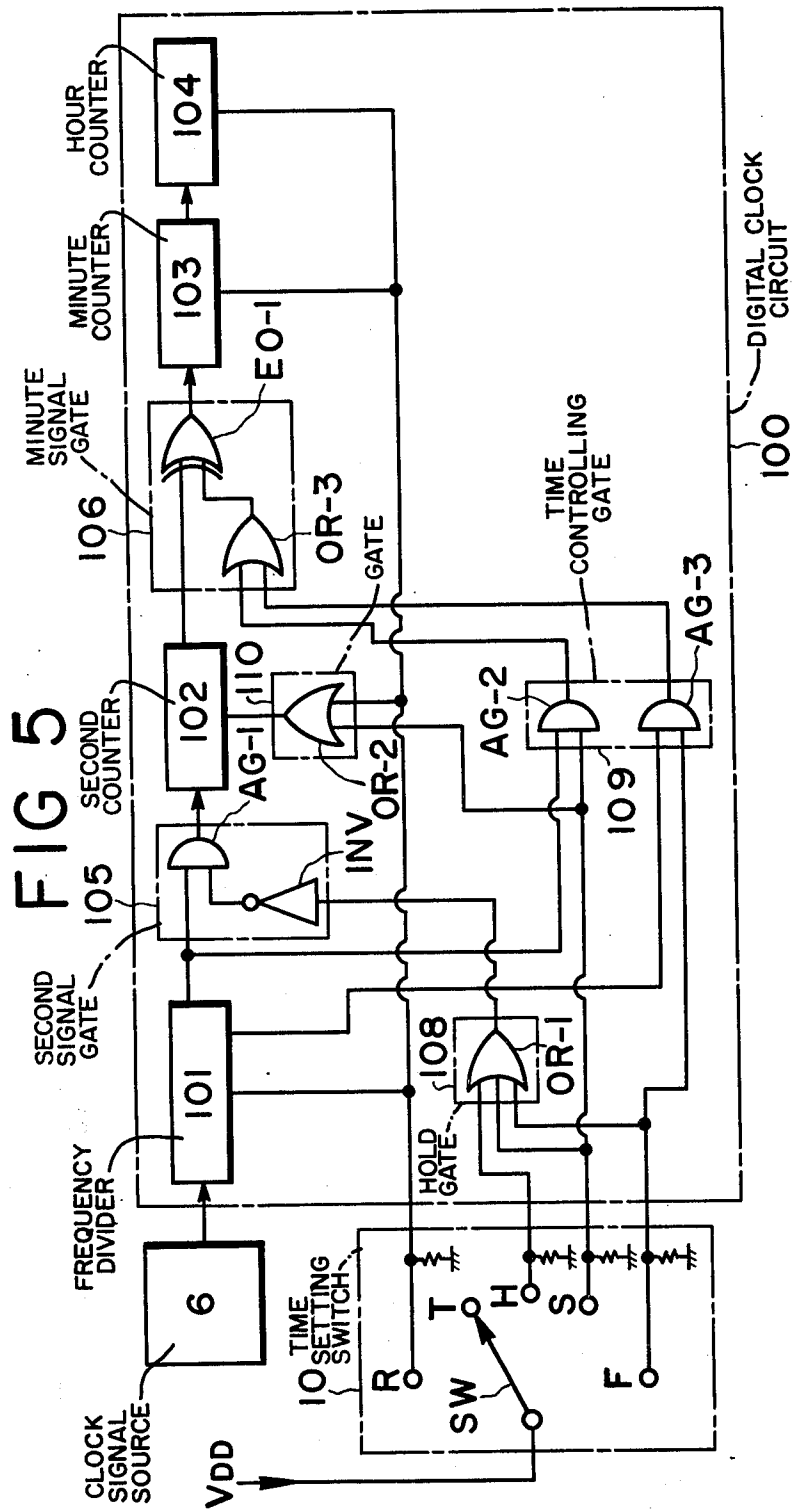 FIG 5
CLOCK
SIGNAL
SOURCE
6
FREQUENCY
DIVIDER
101
SECOND
SIGNAL
GATE
105
AG-1
INV
SECOND
COUNTER
102
110
GATE
OR-2
MINUTE
SIGNAL
GATE
106
EO-1
OR-3
MINUTE
COUNTER
103
HOUR
COUNTER
104
VDD
10
TIME
SETTING
SWITCH
R
T
H
S
F
SW
HOLD
GATE
108
OR-1
AG-2
109
TIME
CONTROLLING
GATE
AG-3
100
DIGITAL CLOCK
CIRCUIT